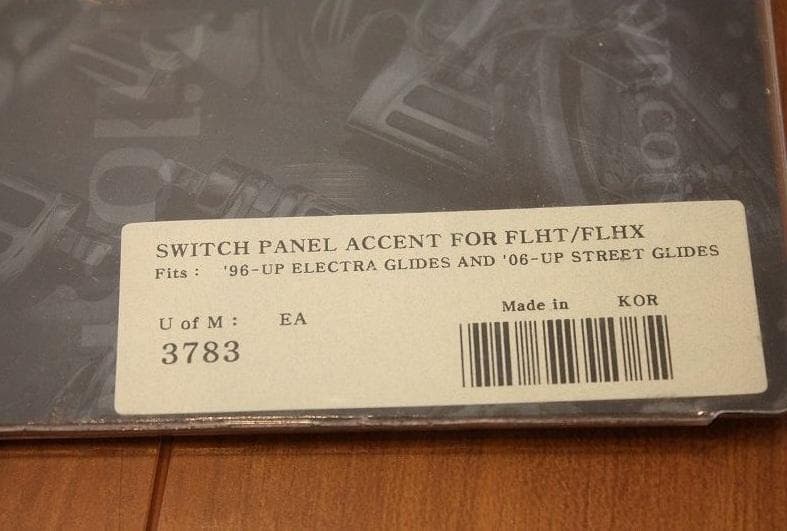 SWITCH PANEL ACCENT FOR FLHT/FLHX
Fits : '96-UP ELECTRA GLIDES AND '06-UP STREET GLIDES
Made in KOR
U of M : EA
3783